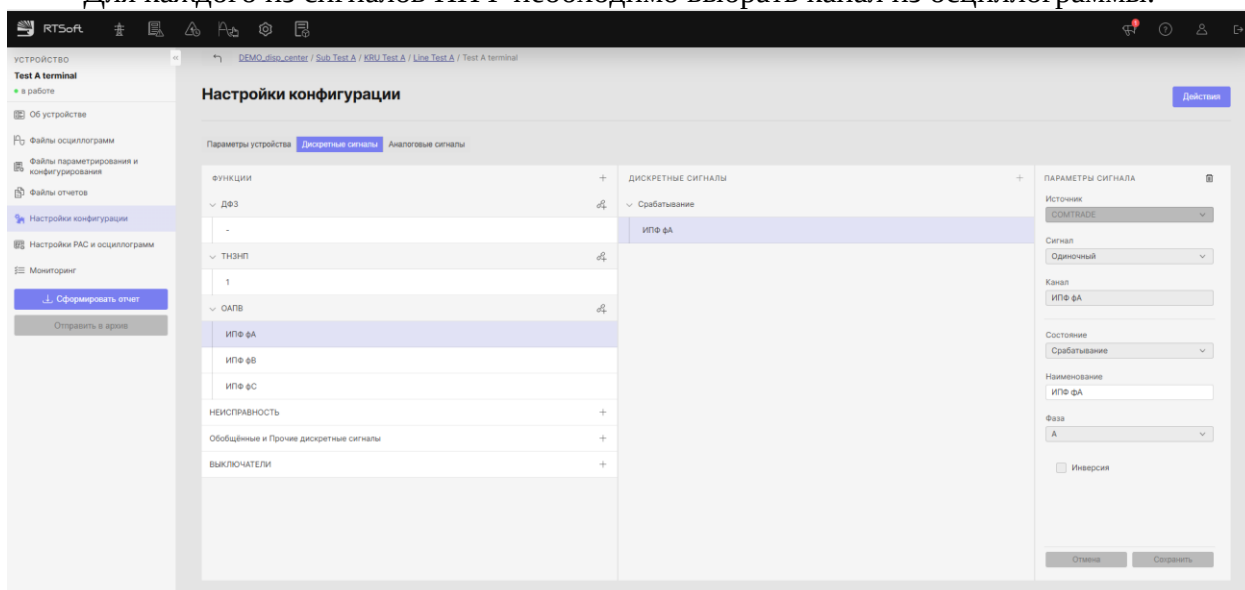 Для каждого из сигналов ИПФ необходимо выбрать канал из осциллограммы.
RTSoft
1
УСТРОЙСТВО
«
DEMO_disp_center / Sub Test A / KRU Test A / Line Test A / Test A terminal
Test A terminal
в работе
Настройки конфигурации
Действия
Об устройстве
Файлы осциллограмм
Файлы параметрирования и
конфигурирования
Файлы отчетов
Настройки конфигурации
Настройки РАС и осциллограмм
Мониторинг
Сформировать отчет
Отправить в архив
Параметры устройства Дискретные сигналы Аналоговые сигналы
ФУНКЦИИ +
ДФЗ
-
ТНЗНП
1
ОАПВ
ИПФ фА
ИПФ фВ
ИПФ фС
НЕИСПРАВНОСТЬ +
Обобщённые и Прочие дискретные сигналы +
ВЫКЛЮЧАТЕЛИ +
ДИСКРЕТНЫЕ СИГНАЛЫ +
Срабатывание
ИПФ фА
ПАРАМЕТРЫ СИГНАЛА
Источник
COMTRADE
Сигнал
Одиночный
Канал
ИПФ фА
Состояние
Срабатывание
Наименование
ИПФ фА
Фаза
А
Инверсия
Отмена Сохранить